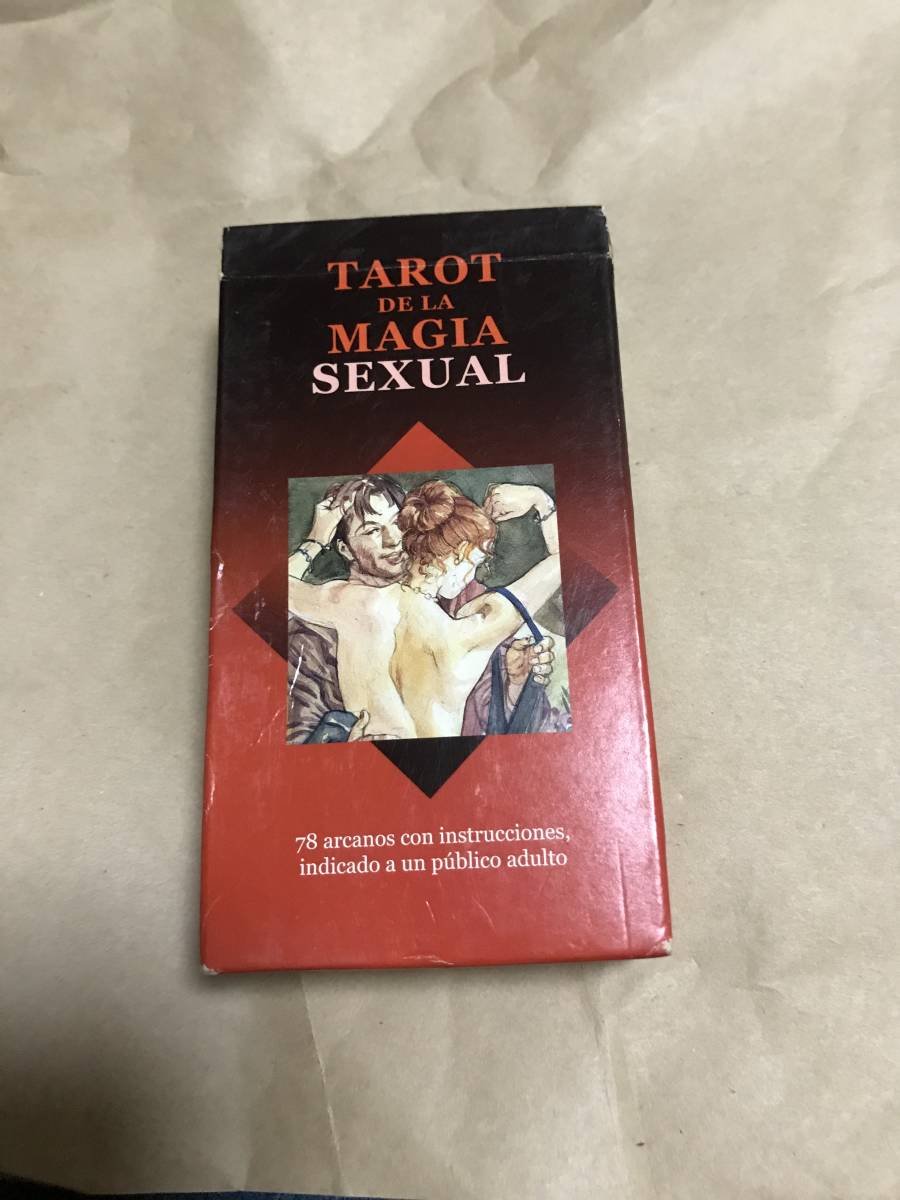 TAROT
DE LA
MAGIA
SEXUAL
78 arcanos con instrucciones,
indicado a un público adulto